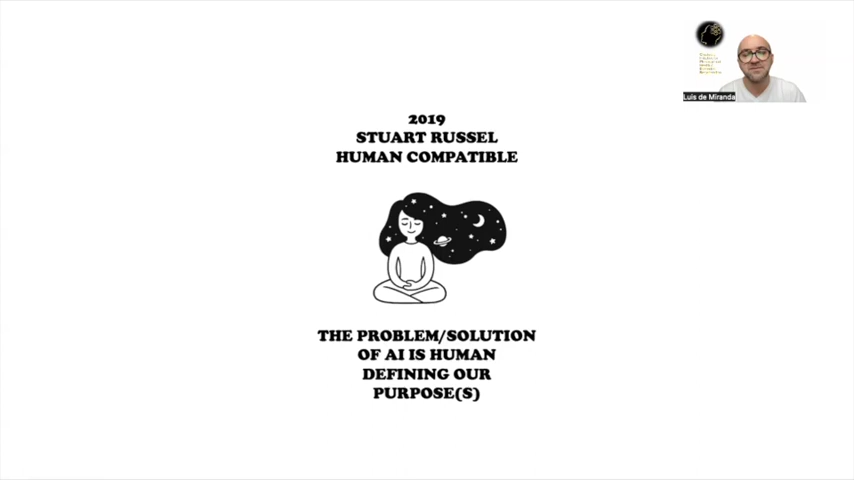 2019
STUART RUSSEL
HUMAN COMPATIBLE
THE PROBLEM/SOLUTION
OF AI IS HUMAN
DEFINING OUR
PURPOSE(S)
Luis de Miranda